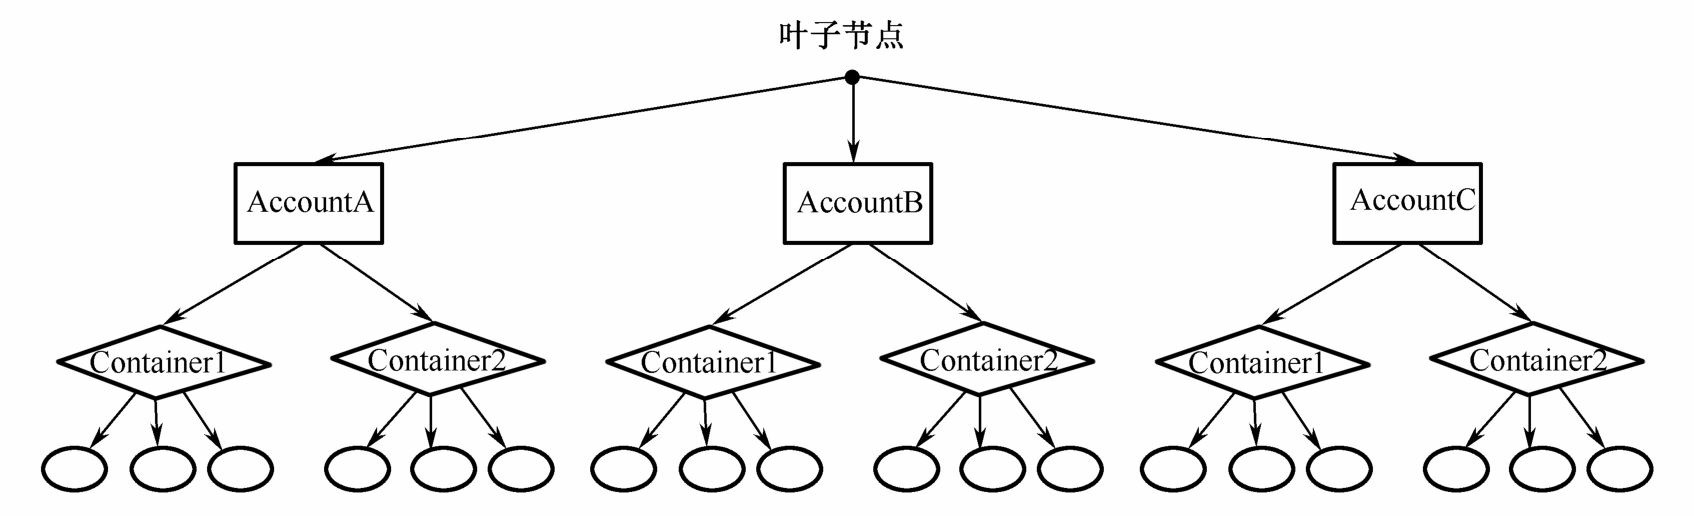 叶子节点
AccountA
AccountB
AccountC
Container1
Container2
Container1
Container2
Container1
Container2